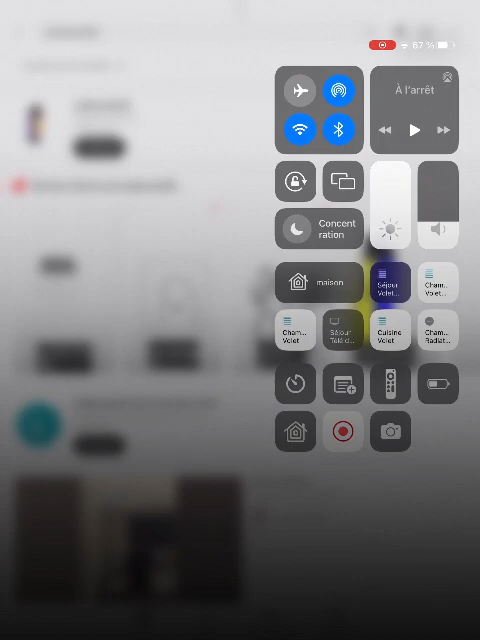 67 %
À l'arrêt
Concent
ration
maison
Séjour
Volet...
Cham...
Volet...
Cham...
Volet
Séjour
Télé d...
Cuisine
Volet
Cham...
Radiat...